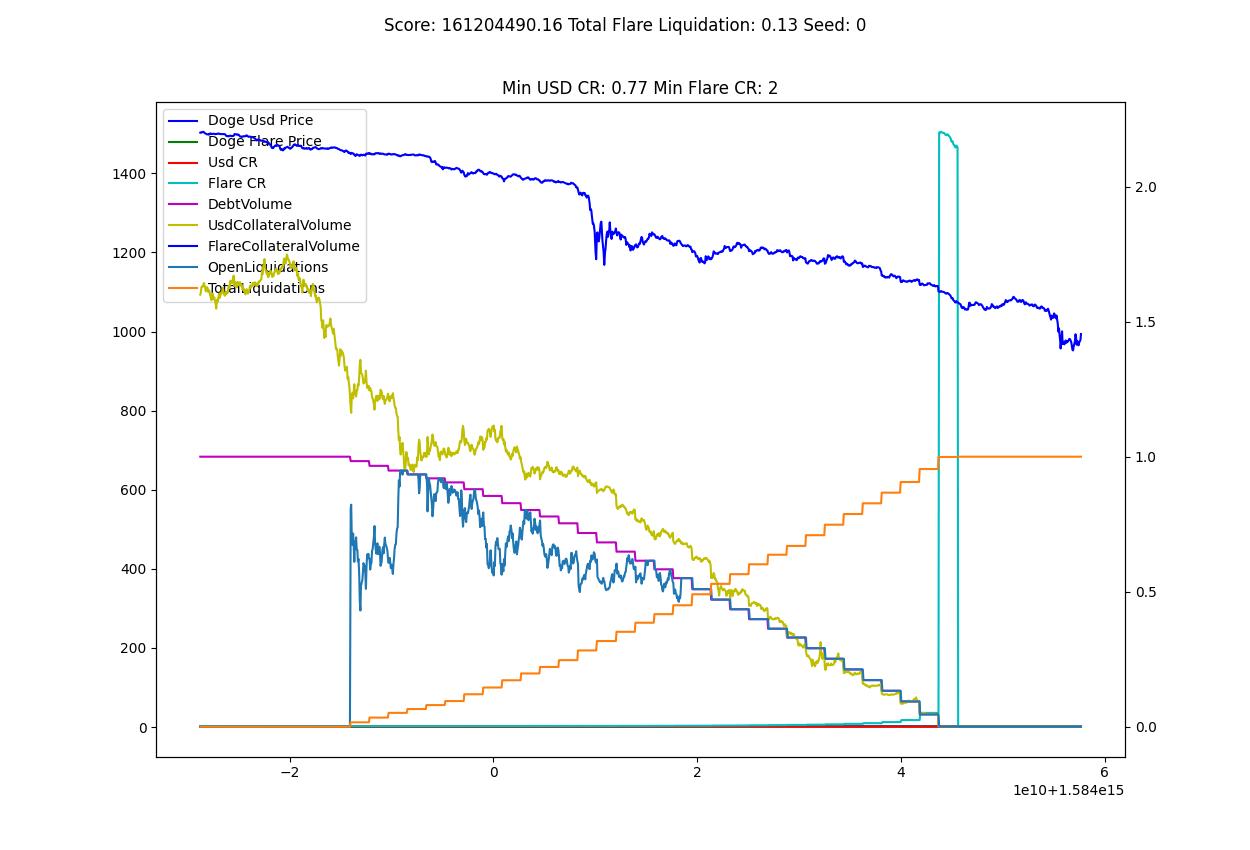 Score: 161204490.16 Total Flare Liquidation: 0.13 Seed: 0
Min USD CR: 0.77 Min Flare CR: 2
Doge Usd Price
Doge Flare Price
Usd CR
Flare CR
DebtVolume
UsdCollateralVolume
FlareCollateralVolume
OpenLiquidations
TotalLiquidations
1400
1200
1000
800
600
400
200
0
2.0
1.5
1.0
0.5
0.0
−2
0
2
4
6
1e10+1.584e15